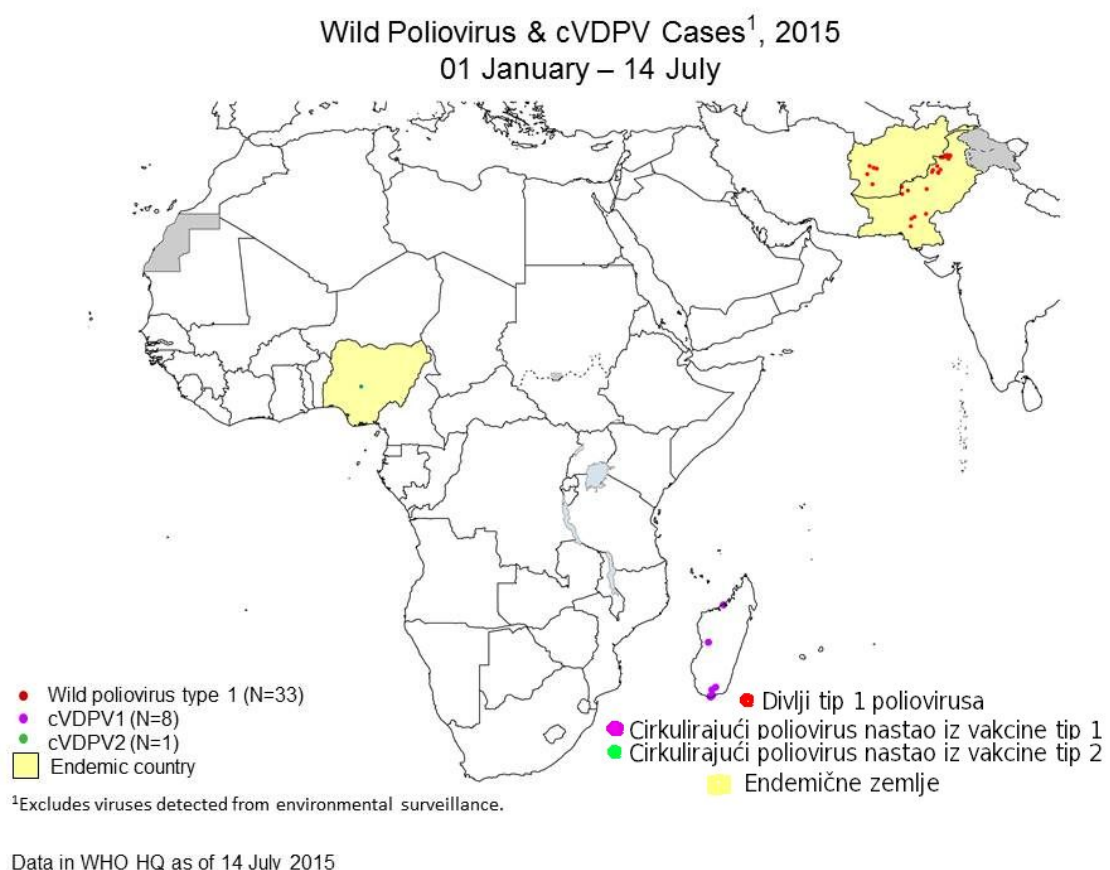 Wild Poliovirus & cVDPV Cases¹, 2015
01 January – 14 July
Wild poliovirus type 1 (N=33)
cVDPV1 (N=8)
cVDPV2 (N=1)
Endemic country
Divlji tip 1 poliovirusa
Cirkulirajući poliovirus nastao iz vakcine tip 1
Cirkulirajući poliovirus nastao iz vakcine tip 2
Endemične zemlje
¹Excludes viruses detected from environmental surveillance.
Data in WHO HQ as of 14 July 2015